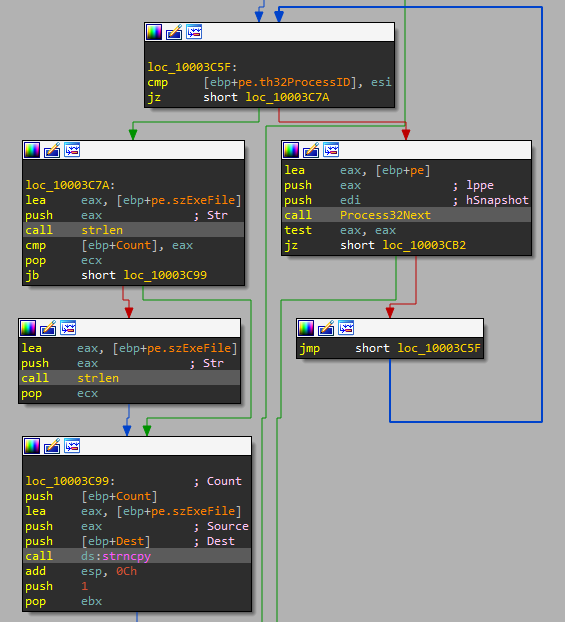 loc_10003C5F:
cmp [ebp+pe.th32ProcessID], esi
jz short loc_10003C7A
loc_10003C7A:
lea eax, [ebp+pe.szExeFile]
push eax ; Str
call strlen
cmp [ebp+Count], eax
pop ecx
jb short loc_10003C99
lea eax, [ebp+pe]
push eax ; lppe
push edi ; hSnapshot
call Process32Next
test eax, eax
jz short loc_10003CB2
lea eax, [ebp+pe.szExeFile]
push eax ; Str
call strlen
pop ecx
jmp short loc_10003C5F
loc_10003C99: ; Count
push [ebp+Count]
lea eax, [ebp+pe.szExeFile]
push eax ; Source
push [ebp+Dest] ; Dest
call ds:strncpy
add esp, 0Ch
push 1
pop ebx